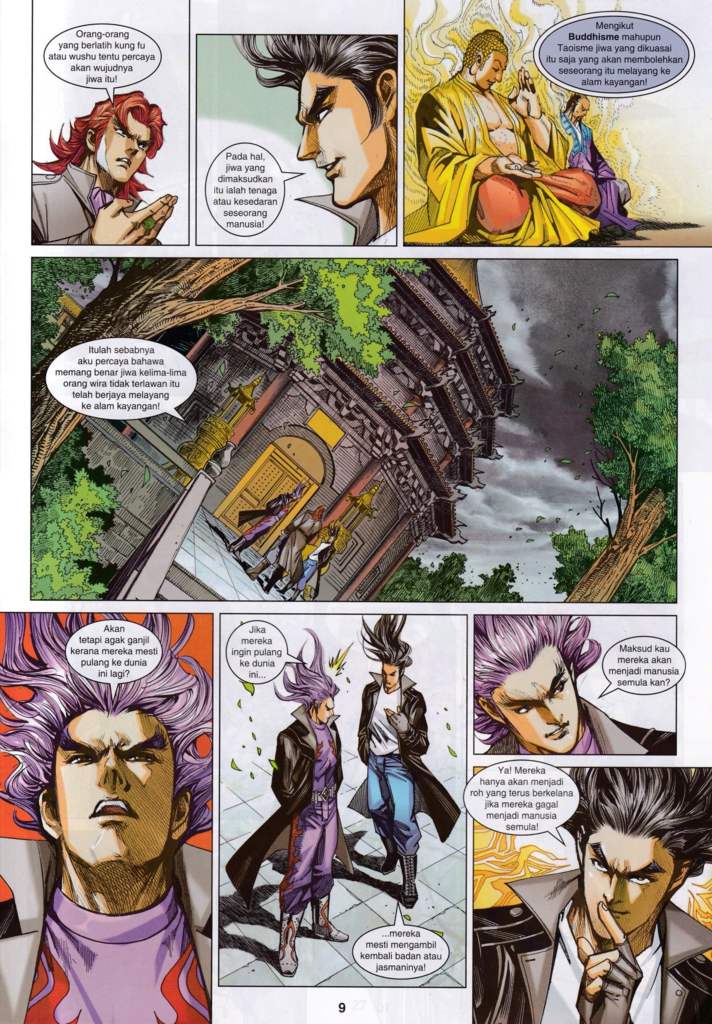 Orang-orang
yang berlatih kung fu
atau wushu tentu percaya
akan wujudnya
jiwa itu!
Pada hal,
jiwa yang
dimaksudkan
itu ialah tenaga
atau kesedaran
seseorang
manusia!
Mengikut
Buddhisme mahupun
Taoisme jiwa yang dikuasai
itu saja yang akan membolehkan
seseorang itu melayang ke
alam kayangan!
Itulah sebabnya
aku percaya bahawa
memang benar jiwa kelima-lima
orang wira tidak terlawan itu
telah berjaya melayang
ke alam kayangan!
Akan
tetapi agak ganjil
kerana mereka mesti
pulang ke dunia
ini lagi?
Jika
mereka
ingin pulang
ke dunia
ini...
...mereka
mesti mengambil
kembali badan atau
jasmaninya!
Maksud kau
mereka akan
menjadi manusia
semula kan?
Ya! Mereka
hanya akan menjadi
roh yang terus berkelana
jika mereka gagal
menjadi manusia
semula!
9